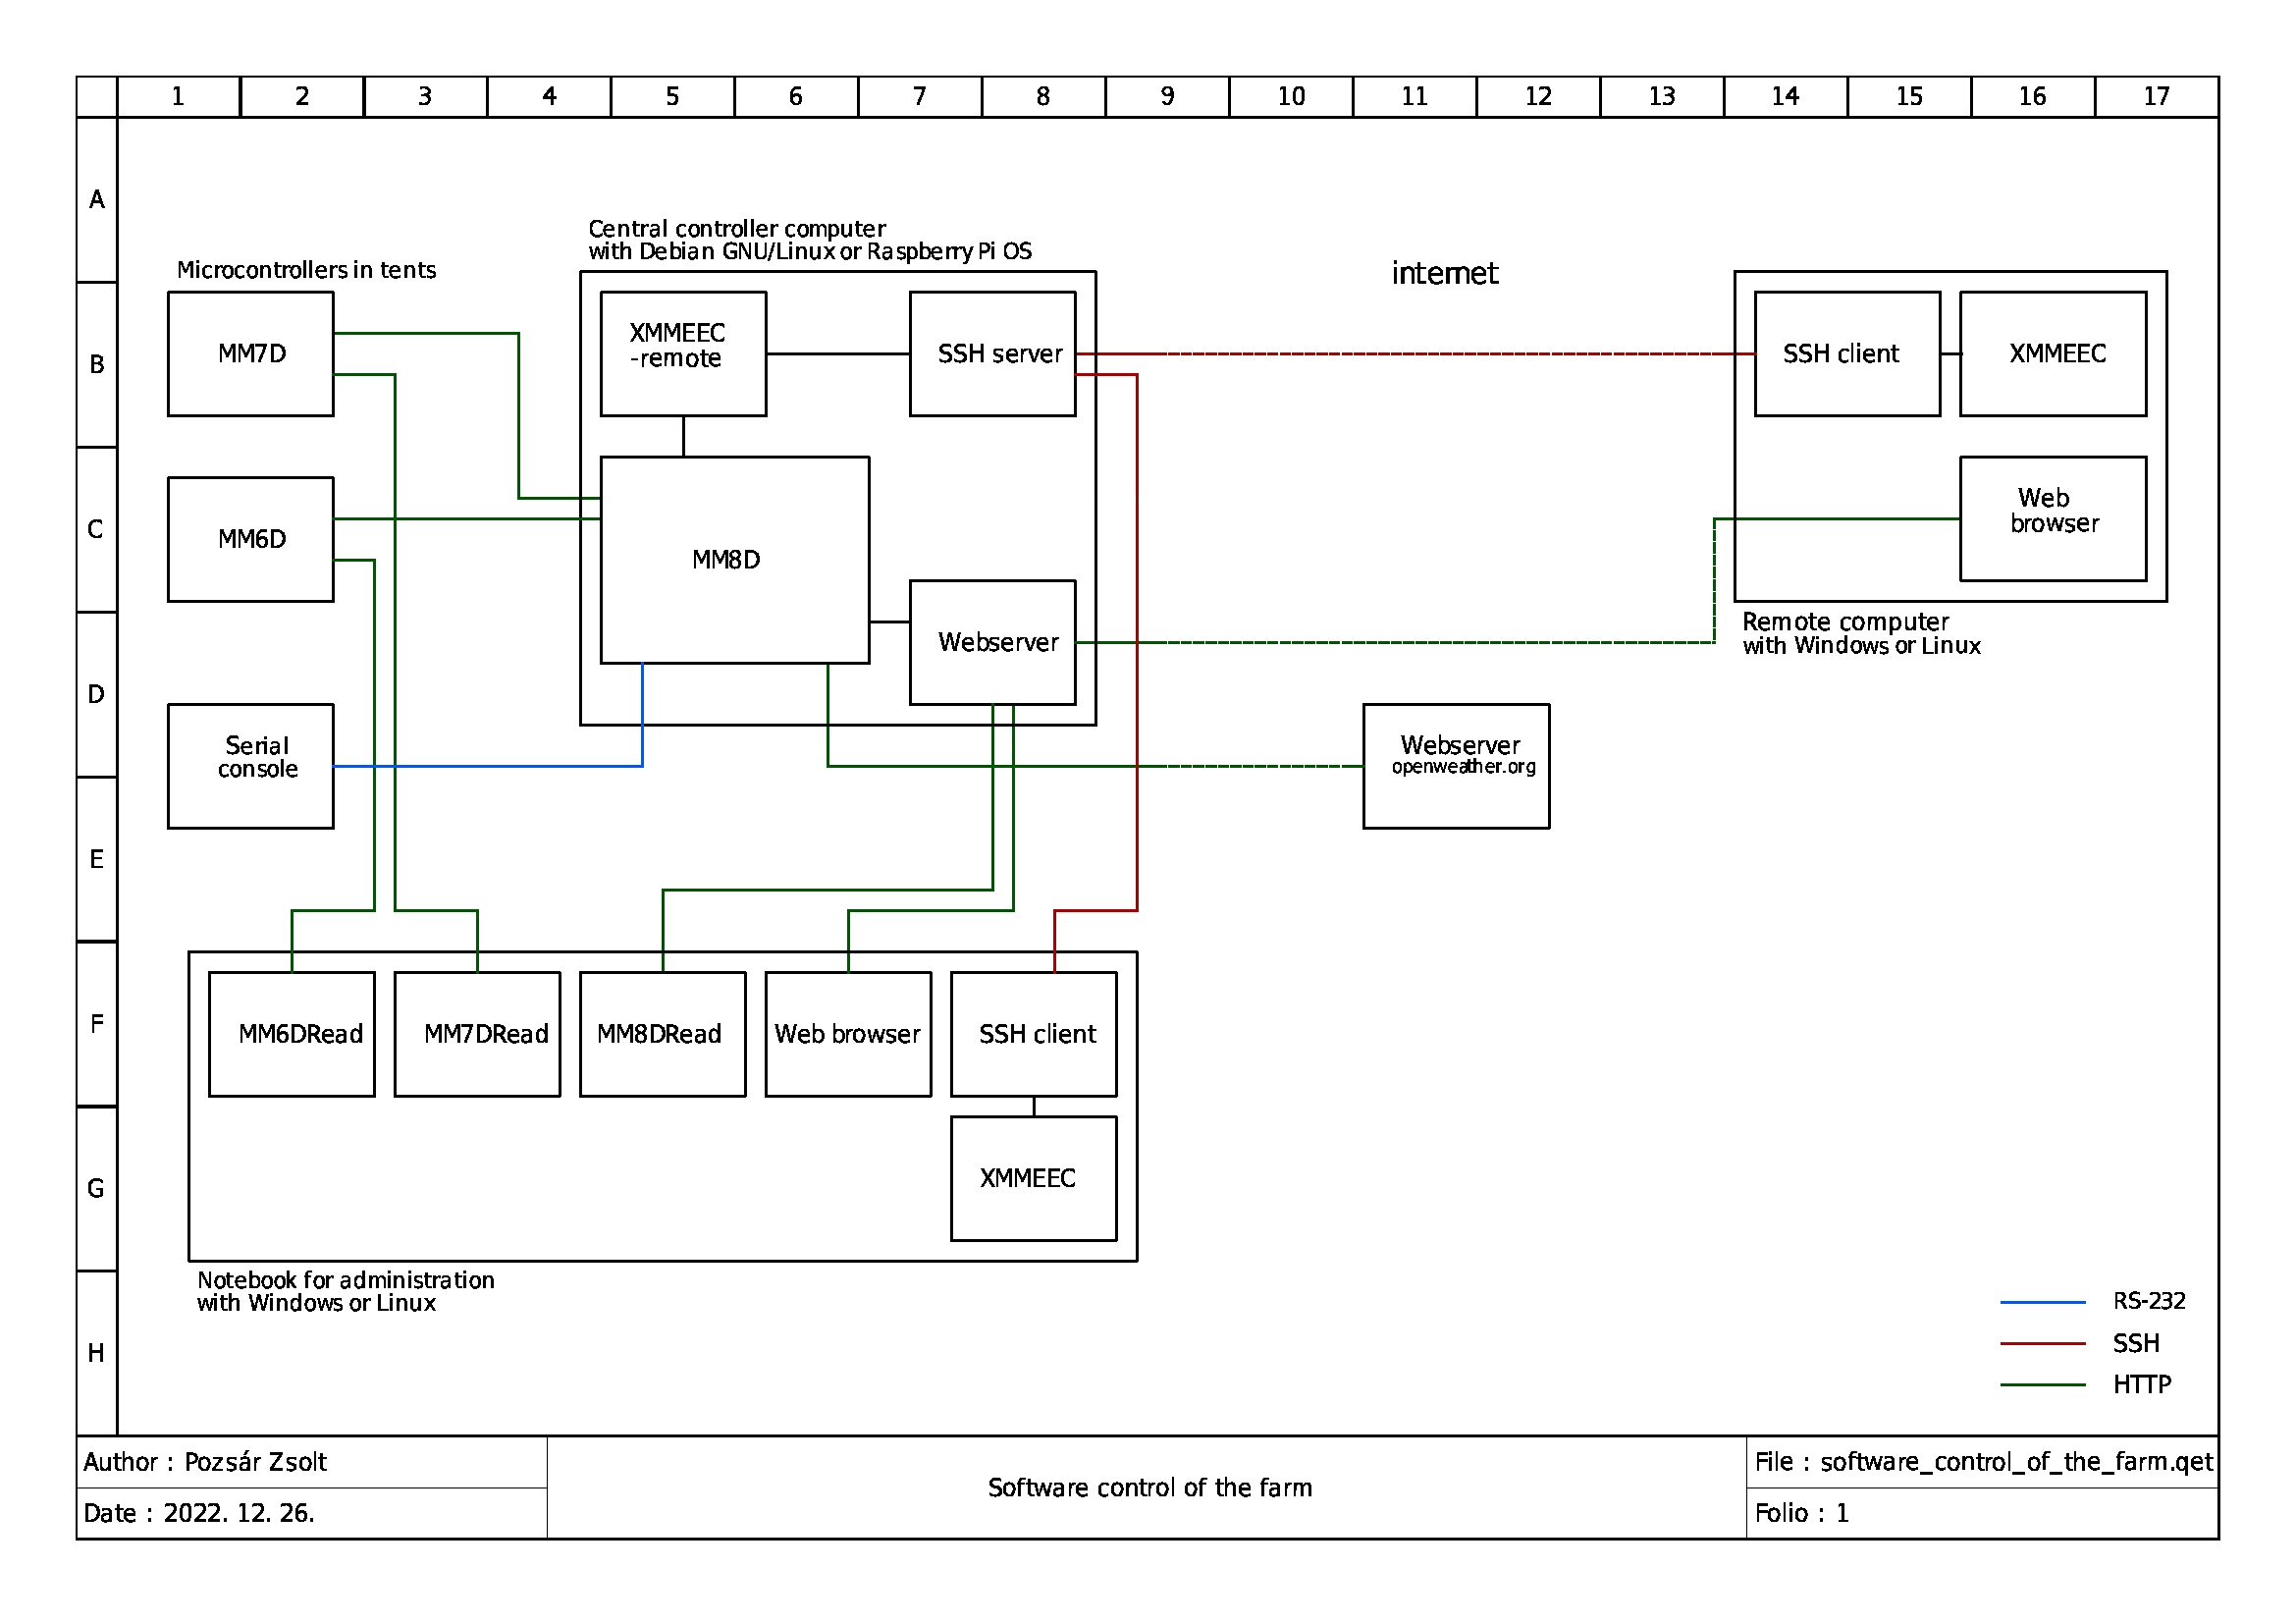 1 2 3 4 5 6 7 8 9 10 11 12 13 14 15 16 17
A
B
C
D
E
F
G
H
Central controller computer
with Debian GNU/Linux or Raspberry Pi OS
Microcontrollers in tents
internet
MM7D
XMMEEC
-remote
SSH server
SSH client
XMMEEC
MM6D
MM8D
Webserver
Web
browser
Remote computer
with Windows or Linux
Serial
console
Webserver
openweather.org
MM6DRead
MM7DRead
MM8DRead
Web browser
SSH client
XMMEEC
Notebook for administration
with Windows or Linux
RS-232
SSH
HTTP
Author : Pozsár Zsolt
Date : 2022. 12. 26.
Software control of the farm
File : software_control_of_the_farm.qet
Folio : 1